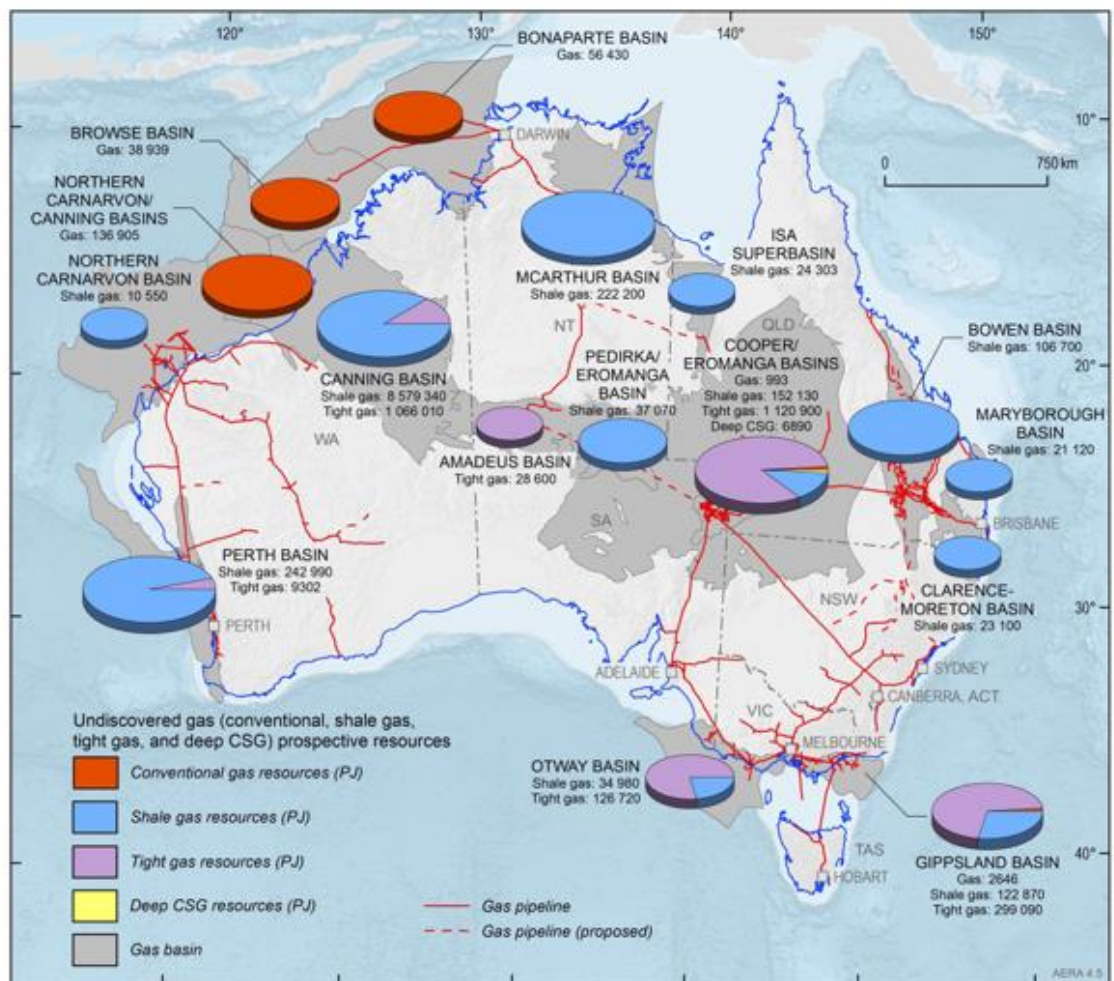 120°
130°
140°
150°
BONAPARTE BASIN
Gas: 56 430
10°
BROWSE BASIN
Gas: 38 939
DARWIN
0
750 km
NORTHERN
CARNARVON/
CANNING BASINS
Gas: 136 905
NORTHERN
CARNARVON BASIN
Shale gas: 10 550
MCARTHUR BASIN
Shale gas: 222 200
ISA
SUPERBASIN
Shale gas: 24 303
NT
QLD
BOWEN BASIN
Shale gas: 106 700
20°
CANNING BASIN
Shale gas: 8 579 340
Tight gas: 1 066 010
PEDIRKA/
EROMANGA
BASIN
Shale gas: 37 070
COOPER/
EROMANGA BASINS
Gas: 993
Shale gas: 152 130
Tight gas: 1 120 900
Deep CSG: 6890
MARYBOROUGH
BASIN
Shale gas: 21 120
WA
AMADEUS BASIN
Tight gas: 28 600
SA
BRISBANE
PERTH BASIN
Shale gas: 242 990
Tight gas: 9302
CLARENCE-
MORETON BASIN
Shale gas: 23 100
NSW
30°
PERTH
ADELAIDE
SYDNEY
CANBERRA, ACT
VIC
MELBOURNE
OTWAY BASIN
Shale gas: 34 980
Tight gas: 126 720
TAS
HOBART
40°
GIPPSLAND BASIN
Gas: 2646
Shale gas: 122 870
Tight gas: 299 090
Undiscovered gas (conventional, shale gas,
tight gas, and deep CSG) prospective resources
Conventional gas resources (PJ)
Shale gas resources (PJ)
Tight gas resources (PJ)
Deep CSG resources (PJ)
Gas basin
Gas pipeline
Gas pipeline (proposed)
AERA 4.5